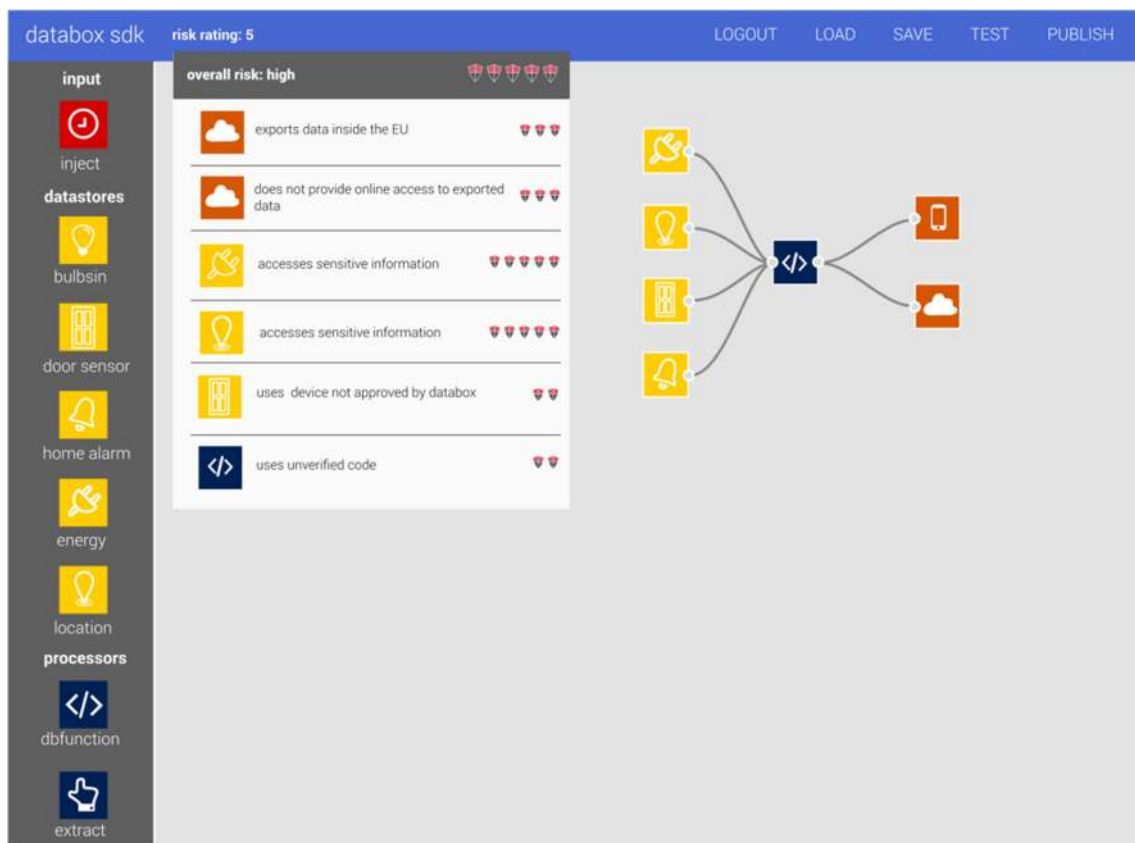 databox sdk
risk rating: 5
LOGOUT
LOAD
SAVE
TEST
PUBLISH
input
inject
datastores
bulbsin
door sensor
home alarm
energy
location
processors
dbfunction
extract
overall risk: high
exports data inside the EU
does not provide online access to exported
data
accesses sensitive information
accesses sensitive information
uses device not approved by databox
uses unverified code